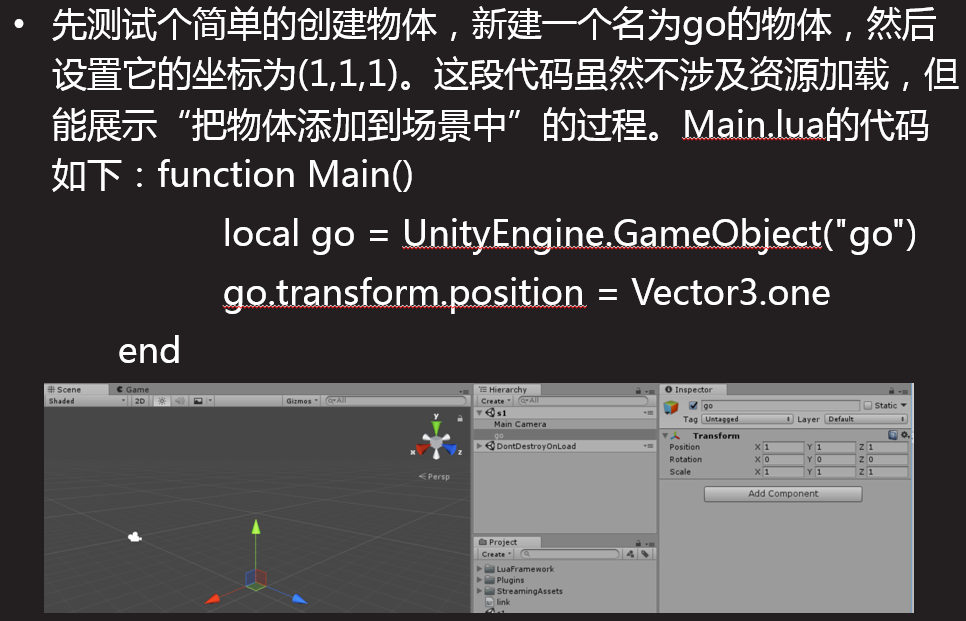 • 先测试个简单的创建物体，新建一个名为go的物体，然后
设置它的坐标为(1,1,1)。这段代码虽然不涉及资源加载，但
能展示“把物体添加到场景中”的过程。Main.lua的代码
如下：function Main()
local go = UnityEngine.GameObject("go")
go.transform.position = Vector3.one
end
Scene Game
Shaded 2D Gizmos All
y
x z
Persp
Hierarchy
Create All
s1
Main Camera
go
DontDestroyOnLoad
Project
Create
LuaFramework
Plugins
StreamingAssets
link
Inspector
go Static
Tag Untagged Layer Default
Transform
Position X 1 Y 1 Z 1
Rotation X 0 Y 0 Z 0
Scale X 1 Y 1 Z 1
Add Component